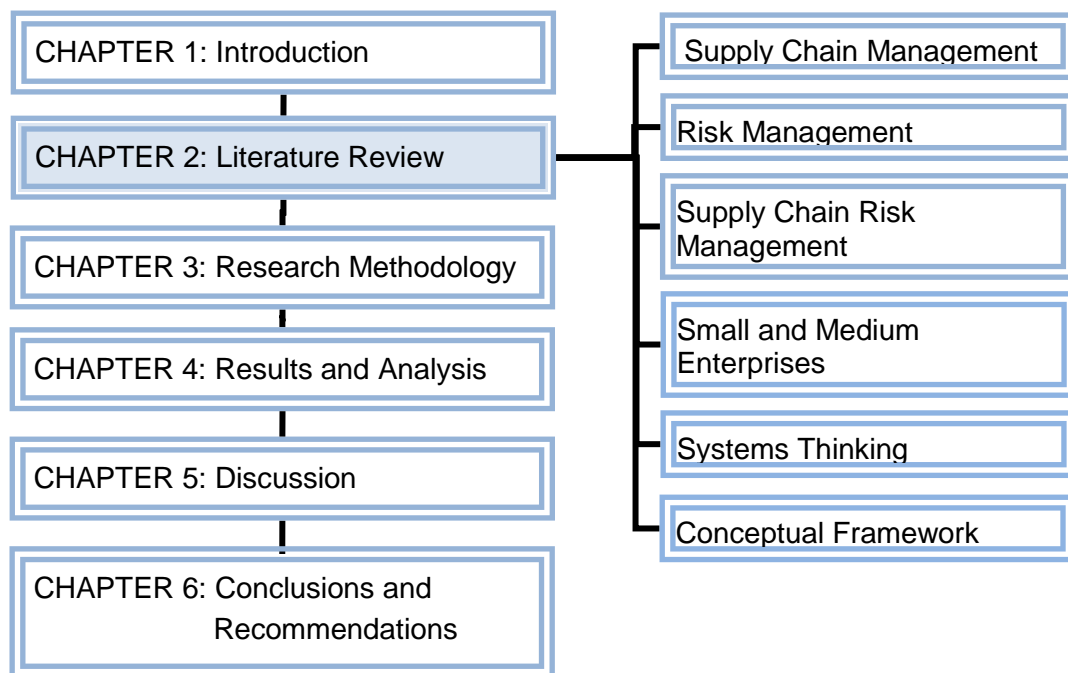 CHAPTER 1: Introduction
CHAPTER 2: Literature Review
CHAPTER 3: Research Methodology
CHAPTER 4: Results and Analysis
CHAPTER 5: Discussion
CHAPTER 6: Conclusions and
Recommendations
Supply Chain Management
Risk Management
Supply Chain Risk
Management
Small and Medium
Enterprises
Systems Thinking
Conceptual Framework